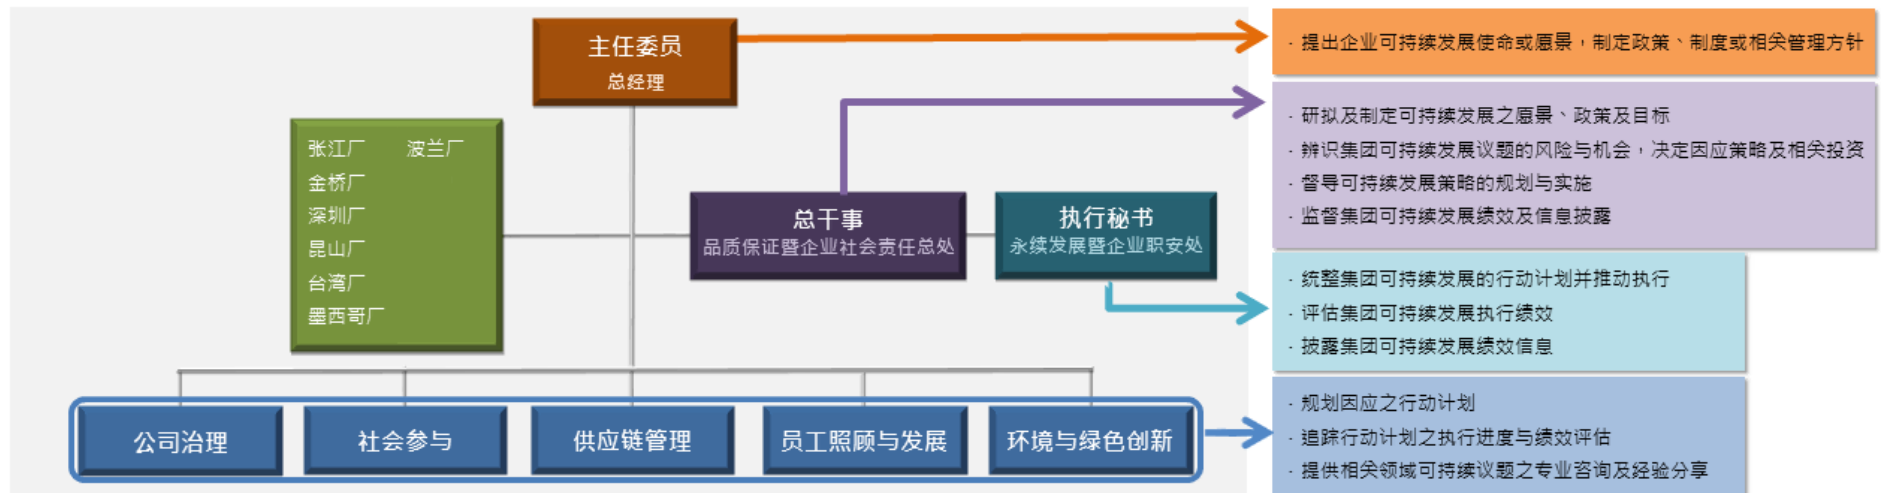 主任委员
总经理
· 提出企业可持续发展使命或愿景，制定政策、制度或相关管理方针
张江厂 波兰厂
金桥厂
深圳厂
昆山厂
台湾厂
墨西哥厂
总干事
品质保证暨企业社会责任总处
执行秘书
永续发展暨企业职安处
· 研拟及制定可持续发展之愿景、政策及目标
· 辨识集团可持续发展议题的风险与机会，决定因应策略及相关投资
· 督导可持续发展策略的规划与实施
· 监督集团可持续发展绩效及信息披露
· 统整集团可持续发展的行动计划并推动执行
· 评估集团可持续发展执行绩效
· 披露集团可持续发展绩效信息
公司治理
社会参与
供应链管理
员工照顾与发展
环境与绿色创新
· 规划因应之行动计划
· 追踪行动计划之执行进度与绩效评估
· 提供相关领域可持续议题之专业咨询及经验分享